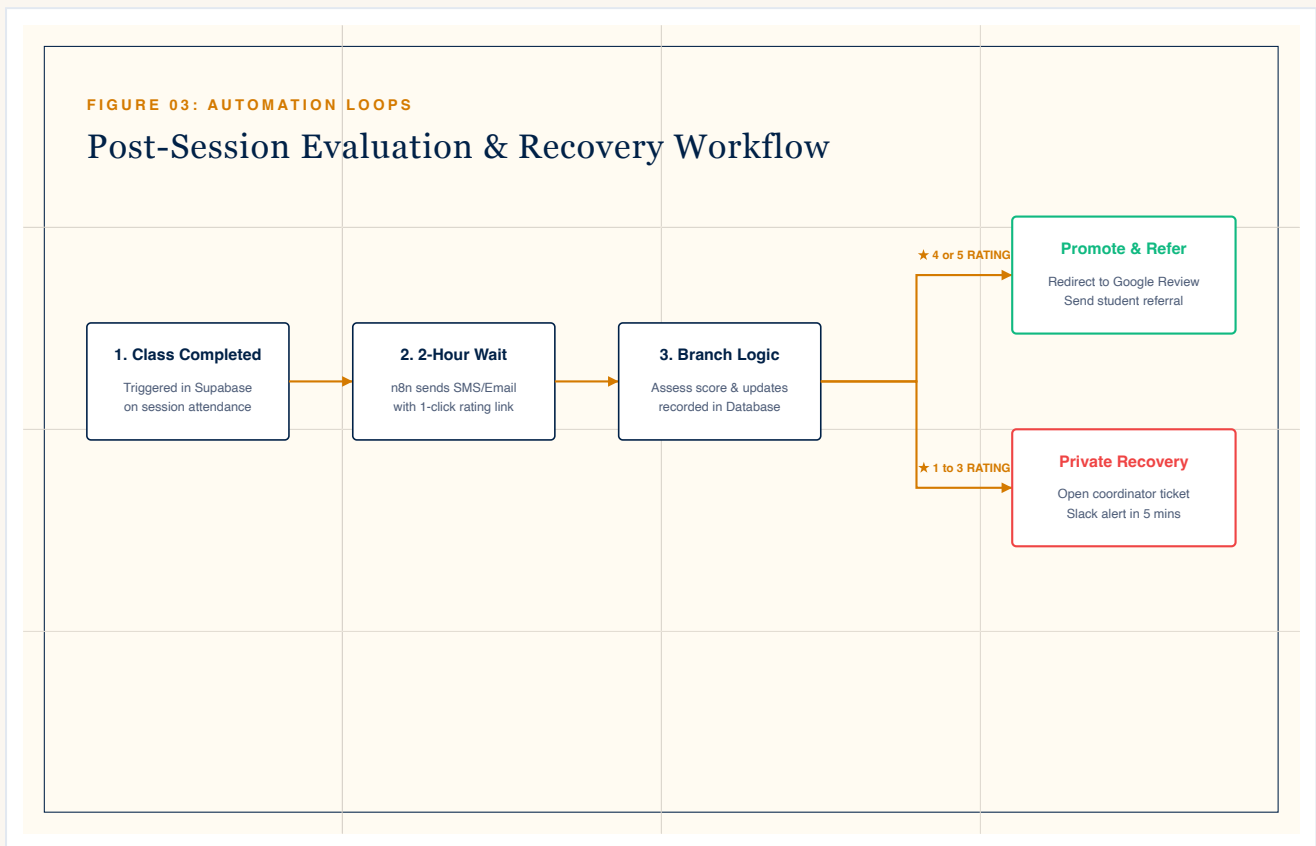 FIGURE 03: AUTOMATION LOOPS
Post-Session Evaluation & Recovery Workflow
1. Class Completed
Triggered in Supabase
on session attendance
2. 2-Hour Wait
n8n sends SMS/Email
with 1-click rating link
3. Branch Logic
Assess score & updates
recorded in Database
★ 4 or 5 RATING
Promote & Refer
Redirect to Google Review
Send student referral
★ 1 to 3 RATING
Private Recovery
Open coordinator ticket
Slack alert in 5 mins